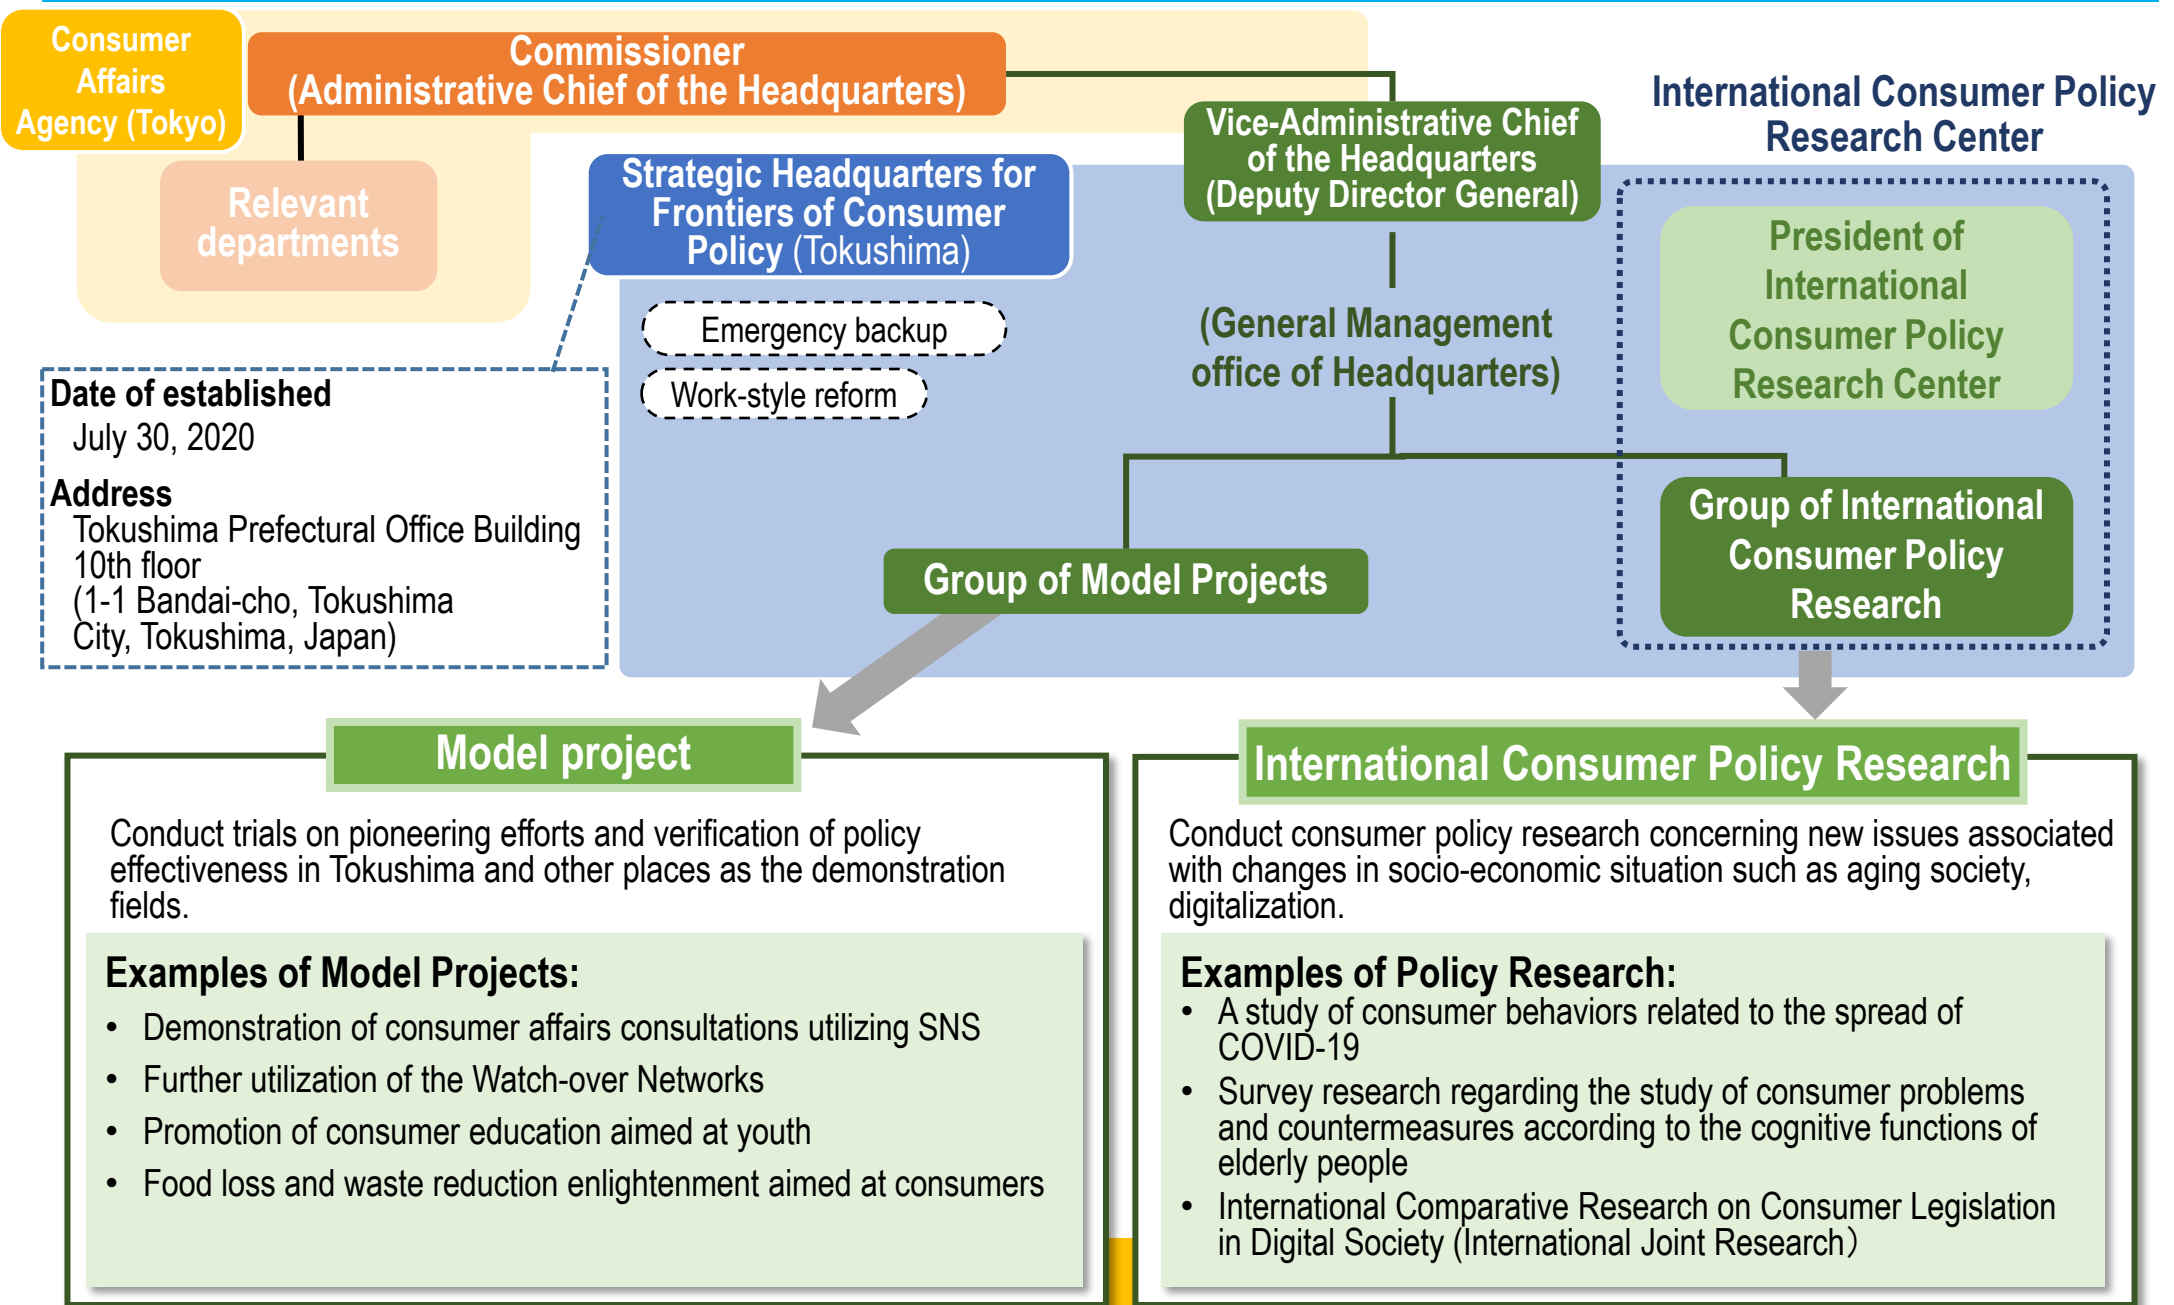 Consumer
Affairs
Agency (Tokyo)
Commissioner
(Administrative Chief of the Headquarters)
Relevant
departments
Strategic Headquarters for
Frontiers of Consumer
Policy (Tokushima)
Vice-Administrative Chief
of the Headquarters
(Deputy Director General)
International Consumer Policy
Research Center
President of
International
Consumer Policy
Research Center
Emergency backup
Work-style reform
(General Management
office of Headquarters)
Date of established
July 30, 2020
Address
Tokushima Prefectural Office Building
10th floor
(1-1 Bandai-cho, Tokushima
City, Tokushima, Japan)
Group of Model Projects
Group of International
Consumer Policy
Research
Model project
Conduct trials on pioneering efforts and verification of policy
effectiveness in Tokushima and other places as the demonstration
fields.
Examples of Model Projects:
• Demonstration of consumer affairs consultations utilizing SNS
• Further utilization of the Watch-over Networks
• Promotion of consumer education aimed at youth
• Food loss and waste reduction enlightenment aimed at consumers
International Consumer Policy Research
Conduct consumer policy research concerning new issues associated
with changes in socio-economic situation such as aging society,
digitalization.
Examples of Policy Research:
• A study of consumer behaviors related to the spread of
COVID-19
• Survey research regarding the study of consumer problems
and countermeasures according to the cognitive functions of
elderly people
• International Comparative Research on Consumer Legislation
in Digital Society (International Joint Research）